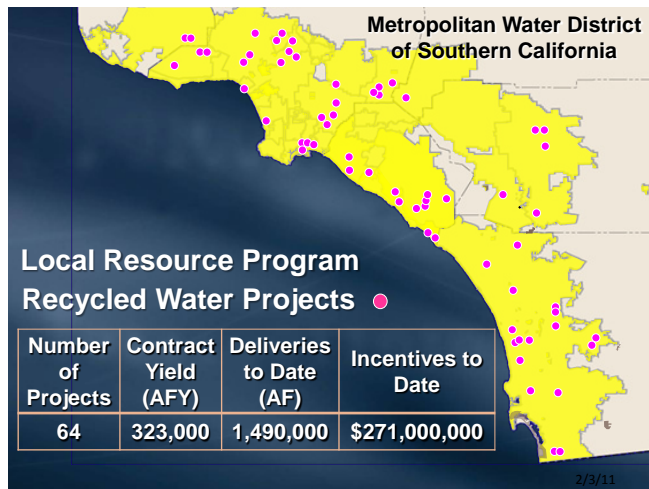 Metropolitan Water District
of Southern California
Local Resource Program
Recycled Water Projects
Number
of
Projects
Contract
Yield
(AFY)
Deliveries
to Date
(AF)
Incentives to
Date
64
323,000
1,490,000
$271,000,000
2/3/11